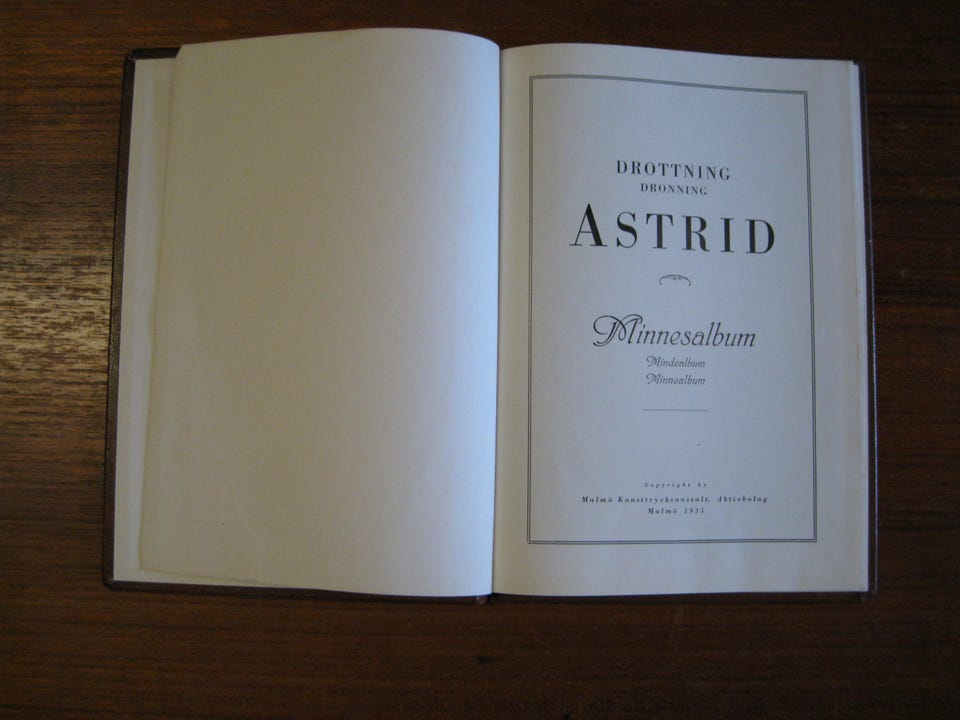 DROTTNING
DRONNING
ASTRID
Minnesalbum
Mindealbum
Minnealbum
Copyright by
Malmö Konsttrycksanstalt, Aktiebolag
Malmö 1935